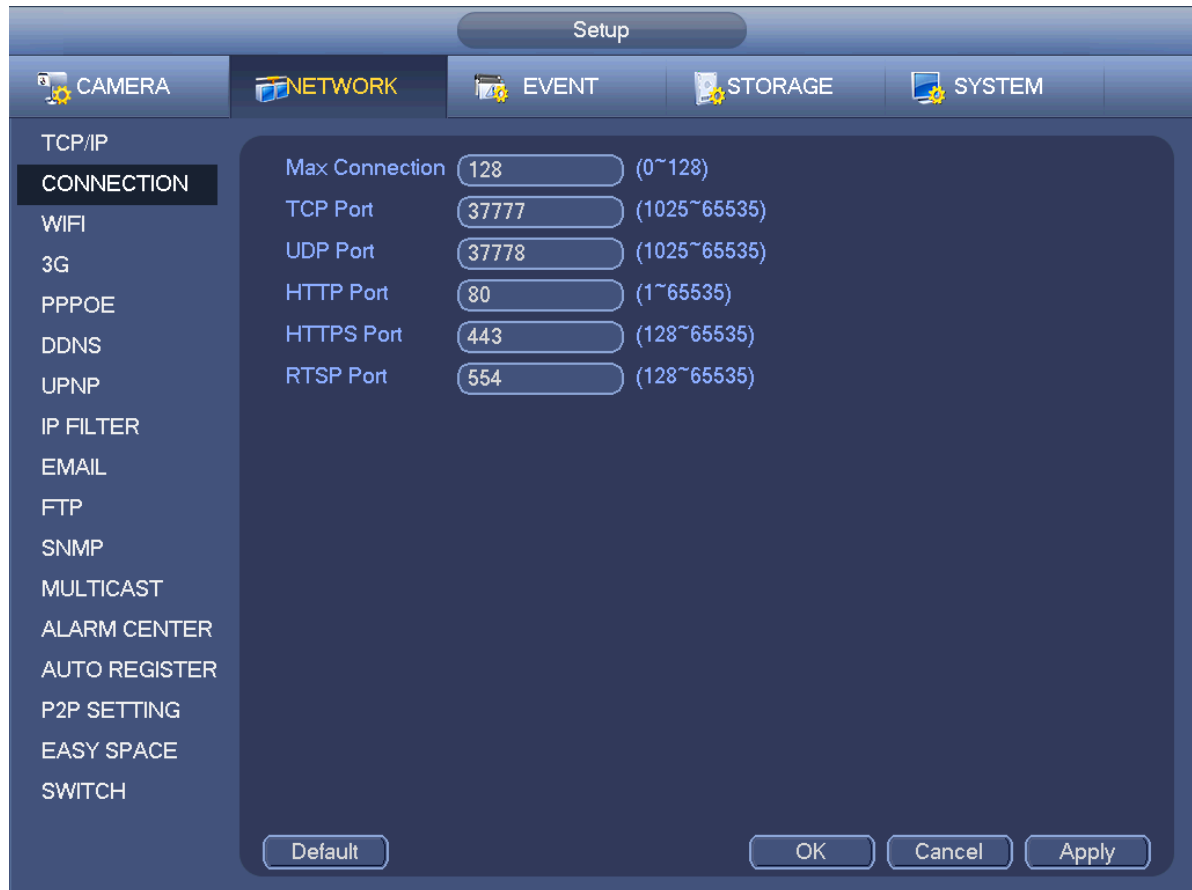 Setup
CAMERA NETWORK EVENT STORAGE SYSTEM
TCP/IP
CONNECTION
WIFI
3G
PPPOE
DDNS
UPNP
IP FILTER
EMAIL
FTP
SNMP
MULTICAST
ALARM CENTER
AUTO REGISTER
P2P SETTING
EASY SPACE
SWITCH
Max Connection 128 (0~128)
TCP Port 37777 (1025~65535)
UDP Port 37778 (1025~65535)
HTTP Port 80 (1~65535)
HTTPS Port 443 (128~65535)
RTSP Port 554 (128~65535)
Default OK Cancel Apply